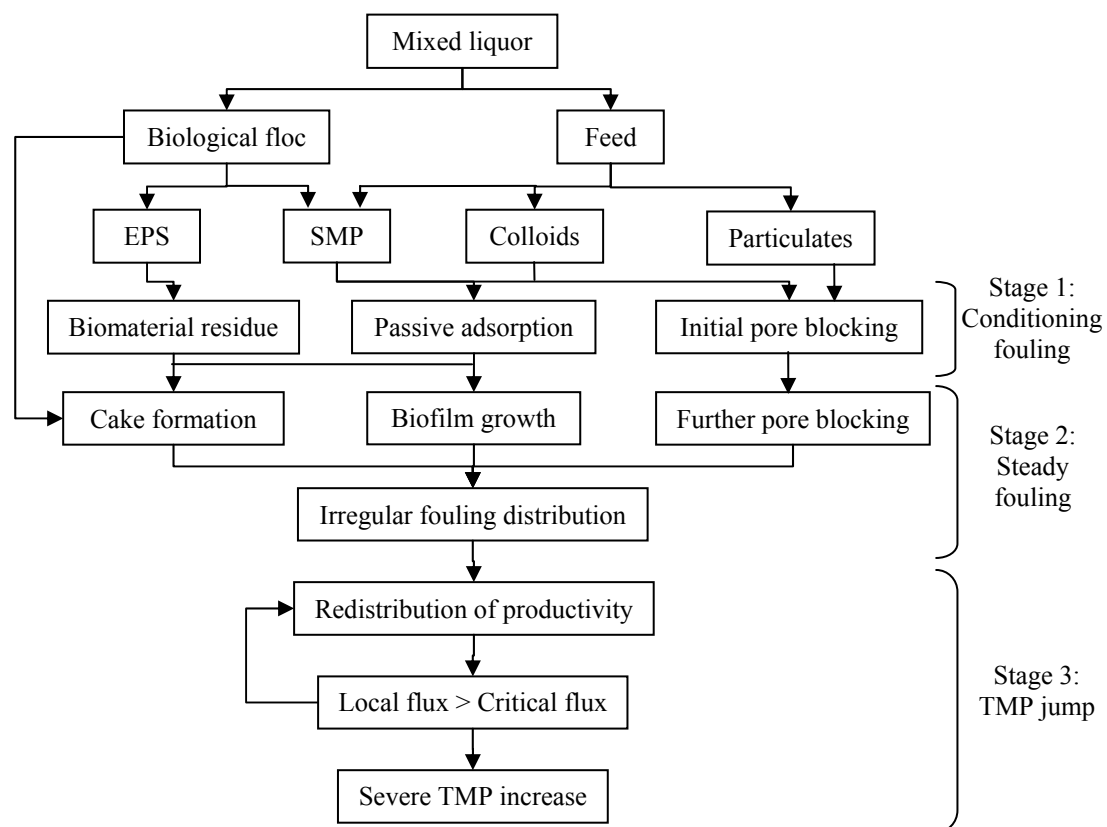 Mixed liquor
Biological floc
Feed
EPS
SMP
Colloids
Particulates
Stage 1:
Conditioning
fouling
Biomaterial residue
Passive adsorption
Initial pore blocking
Cake formation
Biofilm growth
Further pore blocking
Stage 2:
Steady
fouling
Irregular fouling distribution
Redistribution of productivity
Local flux > Critical flux
Stage 3:
TMP jump
Severe TMP increase